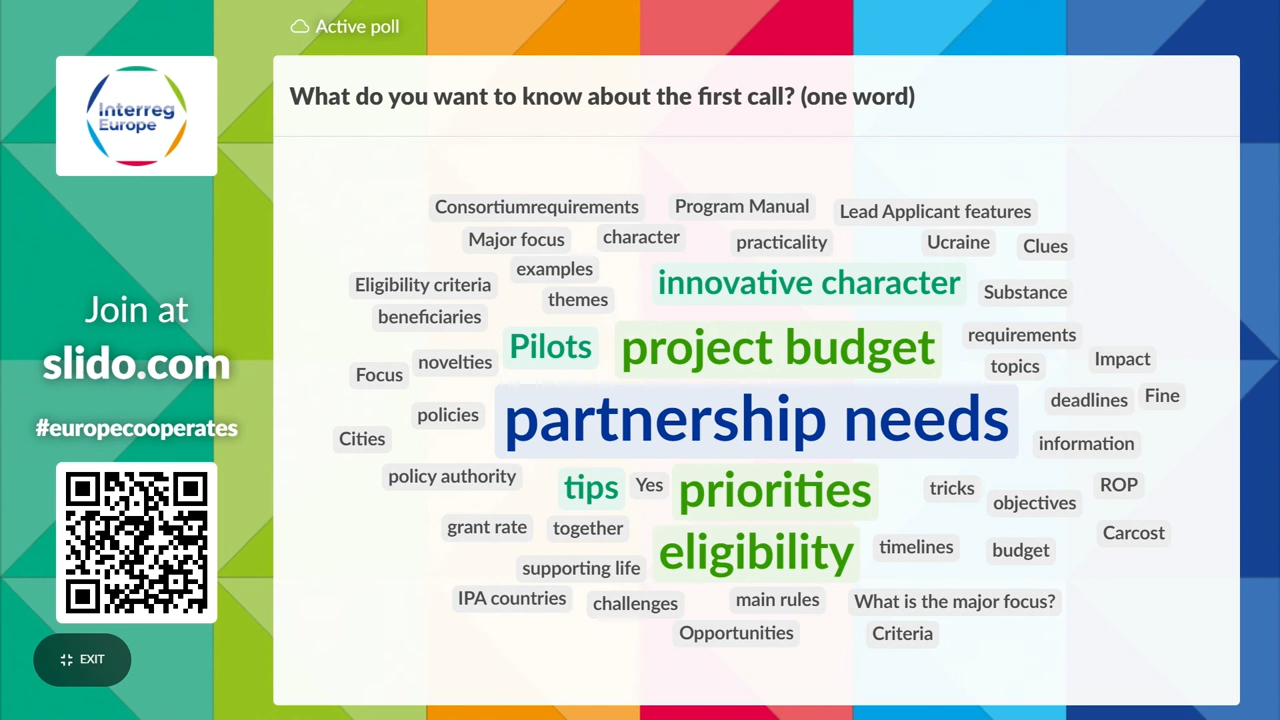 Active poll
Interreg
Europe
What do you want to know about the first call? (one word)
Join at
slido.com
#europecooperates
EXIT
Consortiumrequirements
Program Manual
Lead Applicant features
Major focus
character
practicality
Ucraine
Clues
examples
Eligibility criteria
innovative character
Substance
themes
beneficiaries
requirements
Pilots
project budget
novelties
topics
Impact
Focus
deadlines
Fine
policies
partnership needs
Cities
information
policy authority
tips
Yes
priorities
tricks
ROP
objectives
grant rate
together
Carcost
eligibility
timelines
budget
supporting life
IPA countries
challenges
main rules
What is the major focus?
Opportunities
Criteria